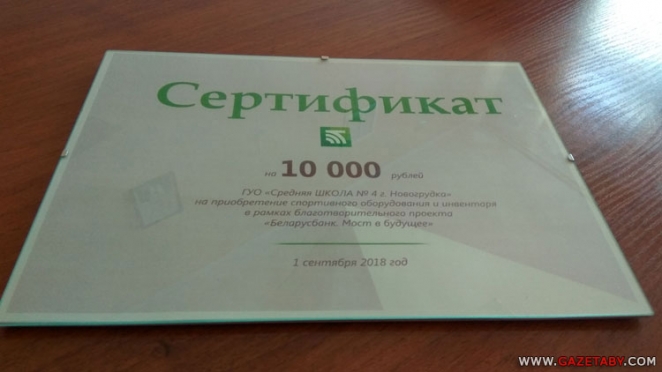 Сертификат
на 10 000 рублей
ГУО «Средняя ШКОЛА № 4 г. Новогрудка»
на приобретение спортивного оборудования и инвентаря
в рамках благотворительного проекта
«Беларусбанк. Мост в будущее»
1 сентября 2018 год
WWW.GAZETABY.COM